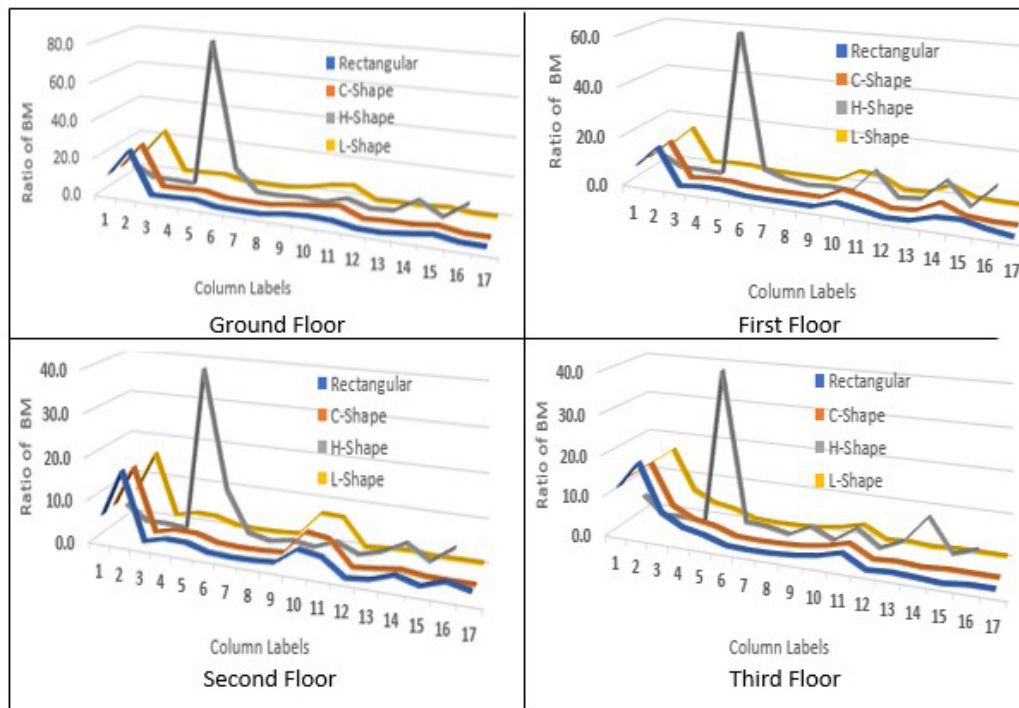 80.0
60.0
40.0
20.0
0.0
Ratio of BM
Rectangular
C-Shape
H-Shape
L-Shape
1 2 3 4 5 6 7 8 9 10 11 12 13 14 15 16 17
Column Labels
Ground Floor
60.0
40.0
20.0
0.0
Ratio of BM
Rectangular
C-Shape
H-Shape
L-Shape
1 2 3 4 5 6 7 8 9 10 11 12 13 14 15 16 17
Column Labels
First Floor
40.0
30.0
20.0
10.0
0.0
Ratio of BM
Rectangular
C-Shape
H-Shape
L-Shape
1 2 3 4 5 6 7 8 9 10 11 12 13 14 15 16 17
Column Labels
Second Floor
40.0
30.0
20.0
10.0
0.0
Ratio of BM
Rectangular
C-Shape
H-Shape
L-Shape
1 2 3 4 5 6 7 8 9 10 11 12 13 14 15 16 17
Column Labels
Third Floor